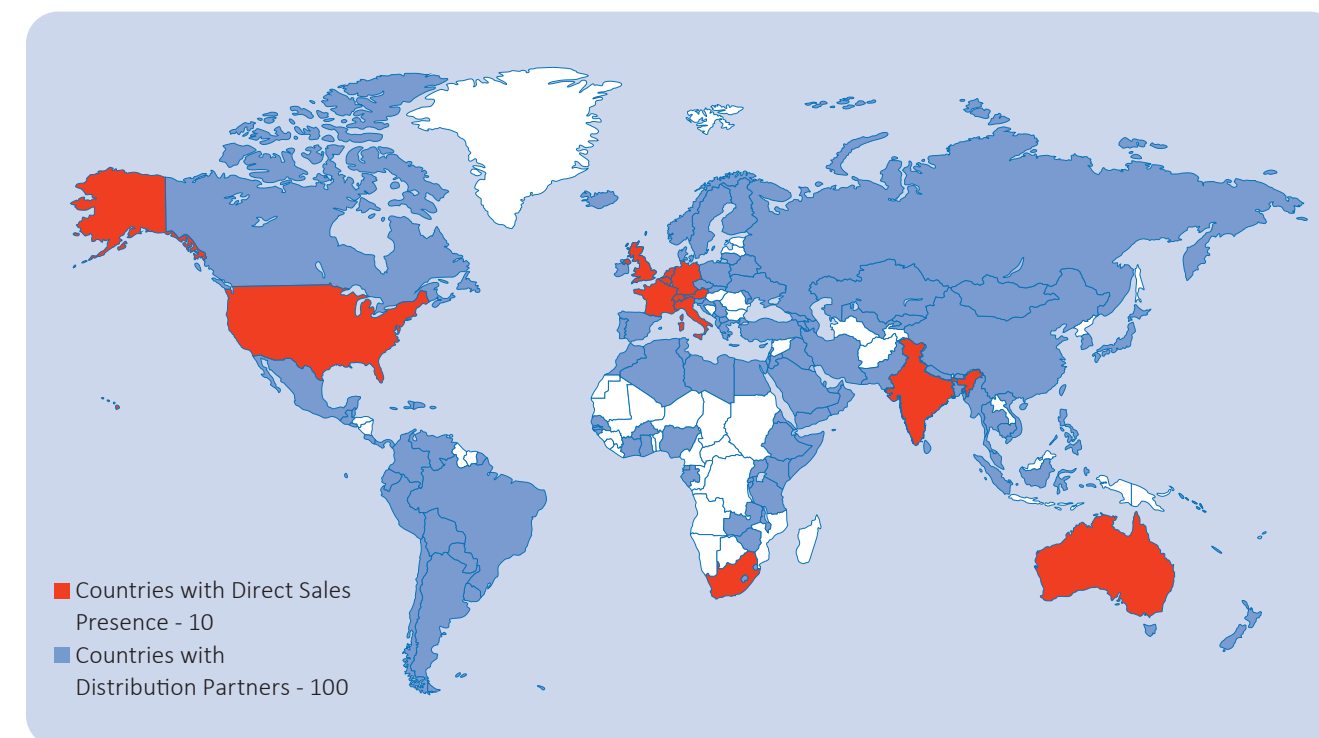 Countries with Direct Sales
Presence - 10
Countries with
Distribution Partners - 100